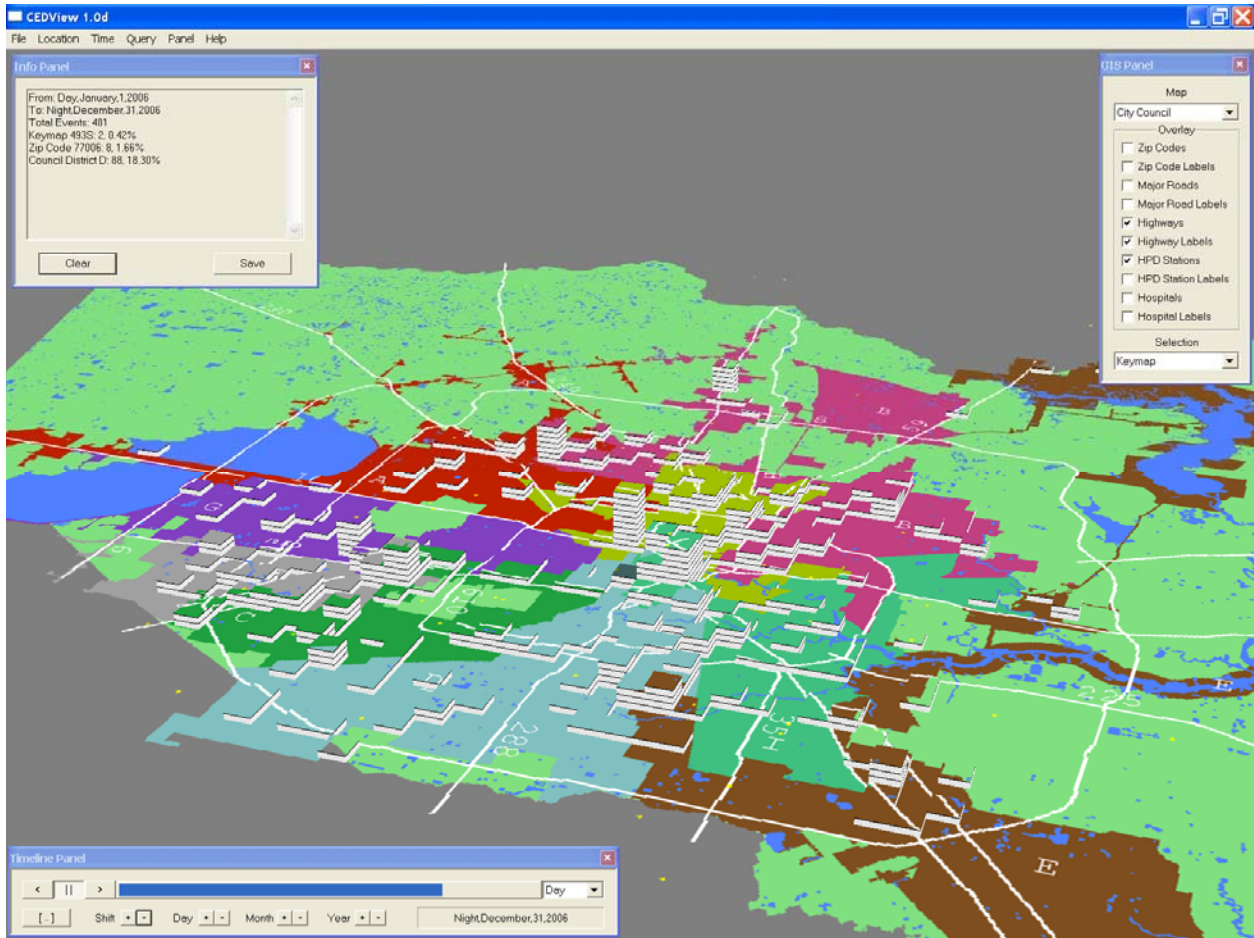 CEDView 1.0d
File Location Time Query Panel Help
Info Panel
From: Day,January,1,2006
To: Night,December,31,2006
Total Events: 481
Keymap 493S: 2, 0.42%
Zip Code 77006: 8, 1.66%
Council District D: 88, 18.30%
Clear Save
GIS Panel
Map
City Council
Overlay
Zip Codes
Zip Code Labels
Major Roads
Major Road Labels
Highways
Highway Labels
HPD Stations
HPD Station Labels
Hospitals
Hospital Labels
Selection
Keymap
A
B
59
A
G
B
6
610
C
D
288
35H
225
E
E
Timeline Panel
< || > Day
[..] Shift + - Day + - Month + - Year + - Night,December,31,2006